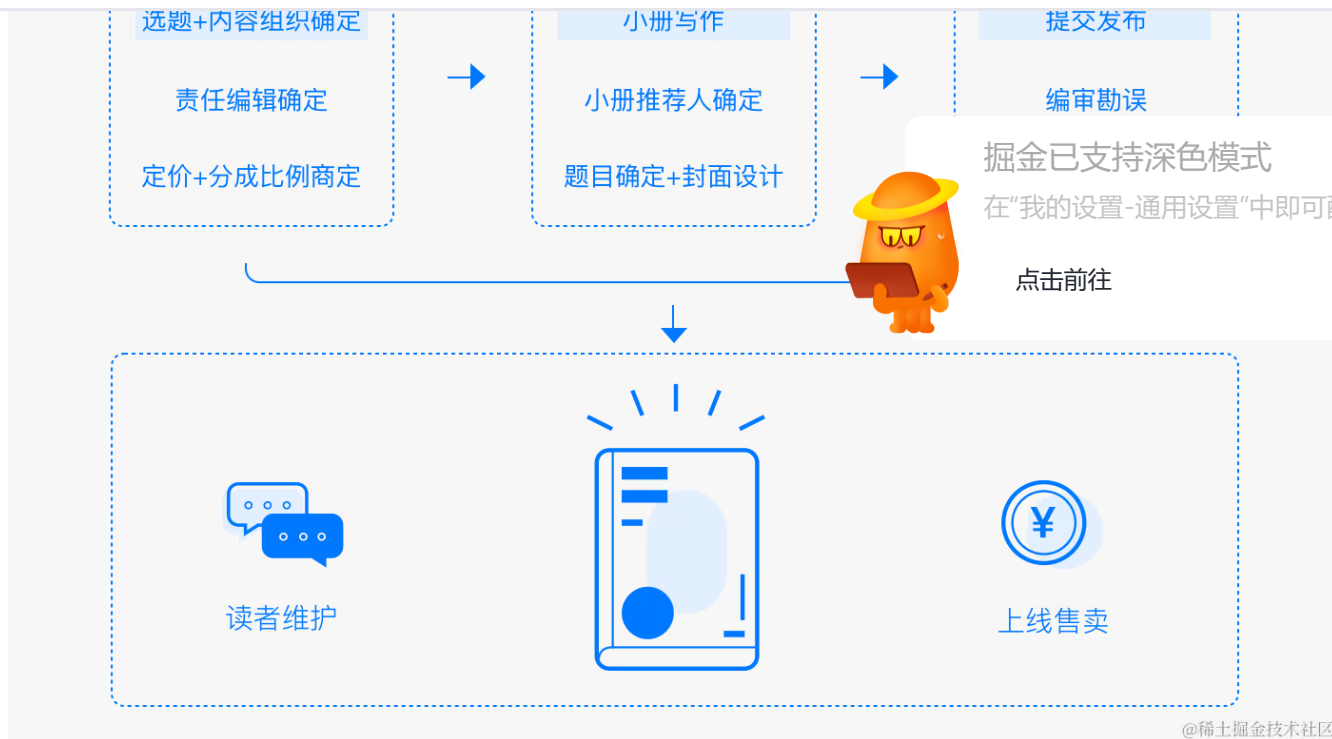 选题+内容组织确定
小册写作
提交发布
责任编辑确定
小册推荐人确定
编审勘误
定价+分成比例商定
题目确定+封面设计
掘金已支持深色模式
在“我的设置-通用设置”中即可
点击前往
¥
读者维护
上线售卖
@稀土掘金技术社区